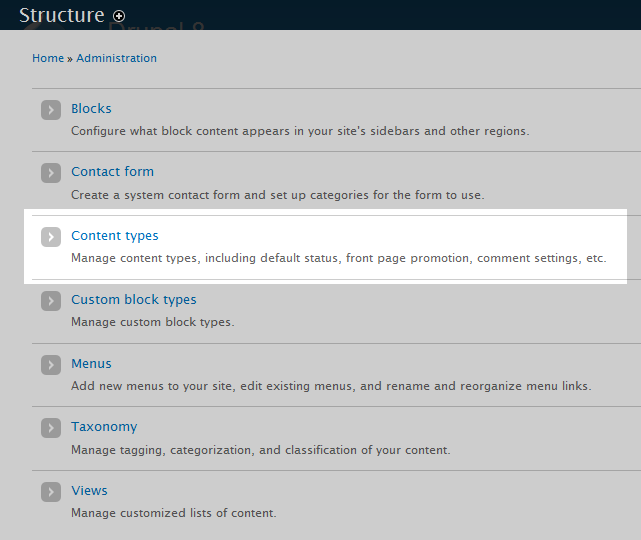 Structure
Drupal 8
Home » Administration
Blocks
Configure what block content appears in your site's sidebars and other regions.
Contact form
Create a system contact form and set up categories for the form to use.
Content types
Manage content types, including default status, front page promotion, comment settings, etc.
Custom block types
Manage custom block types.
Menus
Add new menus to your site, edit existing menus, and rename and reorganize menu links.
Taxonomy
Manage tagging, categorization, and classification of your content.
Views
Manage customized lists of content.